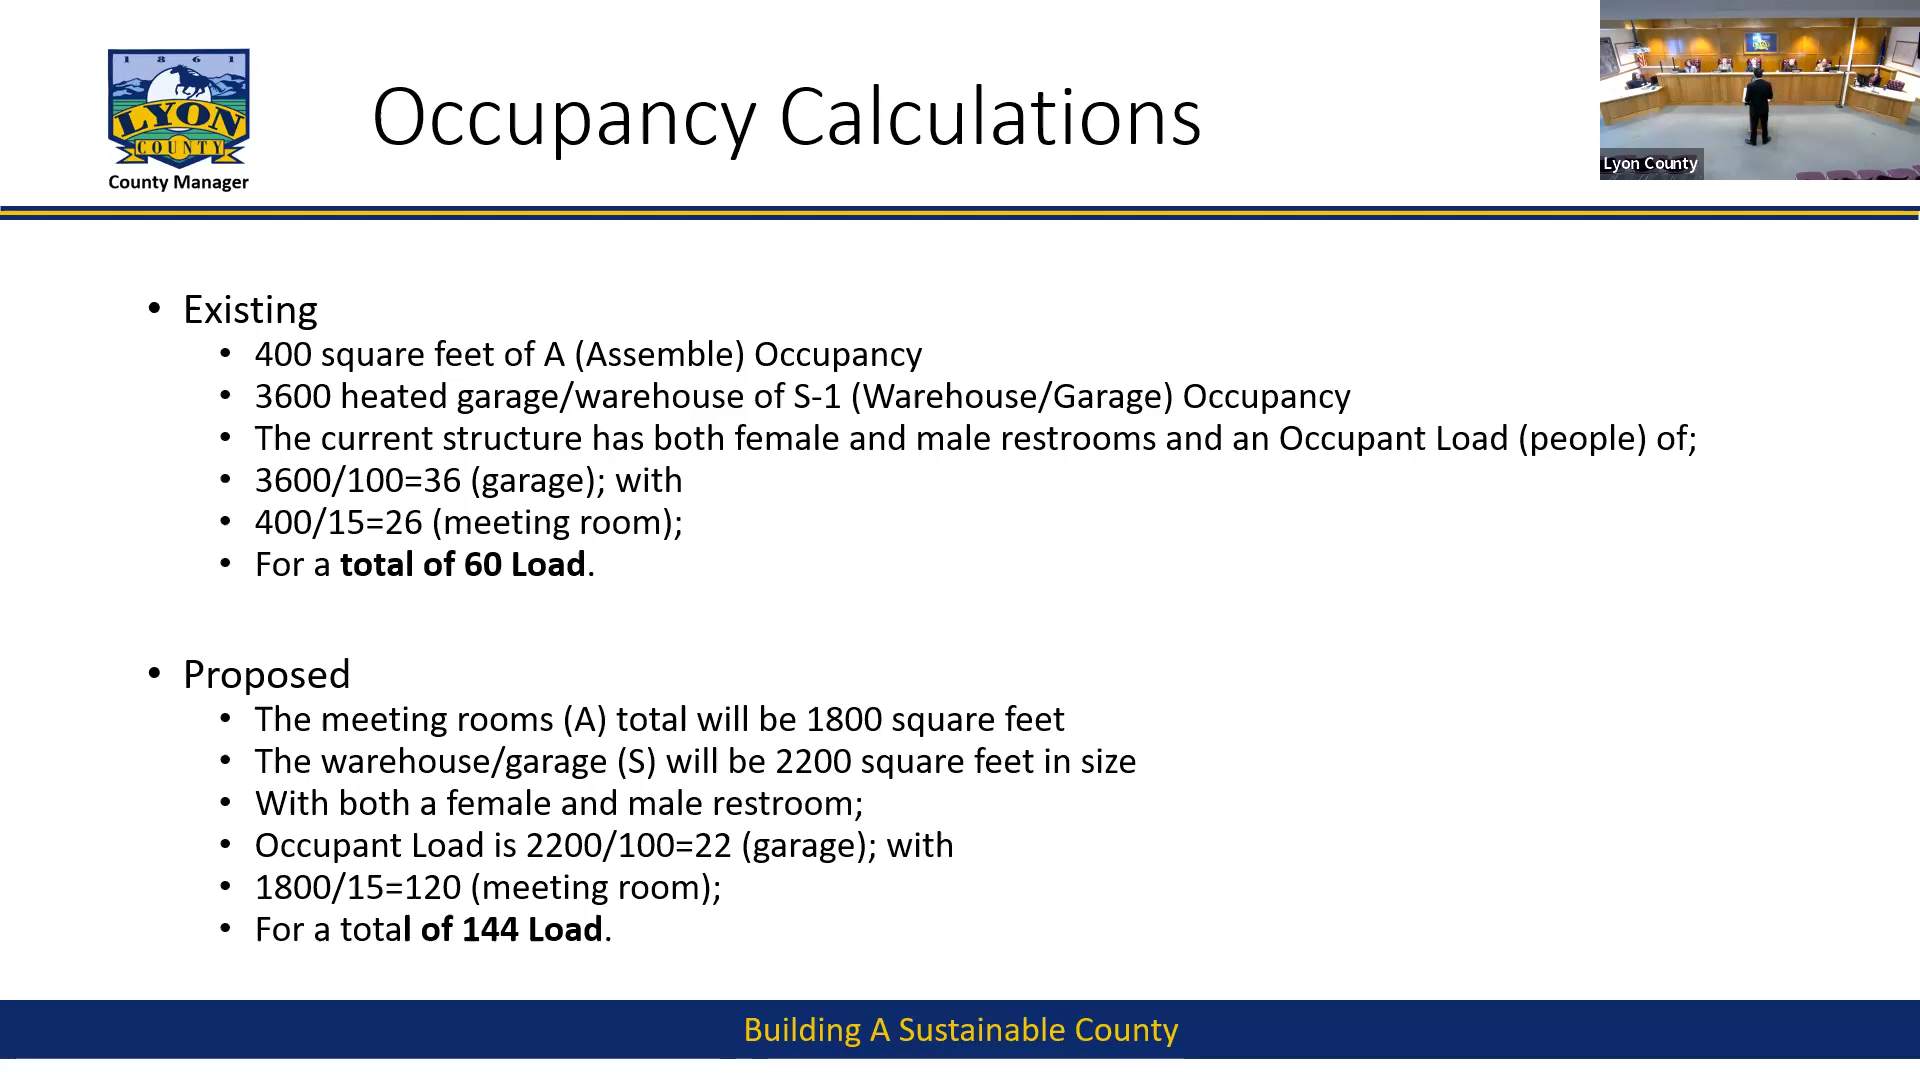 1 8 6 1
LYON
COUNTY
County Manager
Occupancy Calculations
Lyon County
• Existing
• 400 square feet of A (Assemble) Occupancy
• 3600 heated garage/warehouse of S-1 (Warehouse/Garage) Occupancy
• The current structure has both female and male restrooms and an Occupant Load (people) of;
• 3600/100=36 (garage); with
• 400/15=26 (meeting room);
• For a total of 60 Load.
• Proposed
• The meeting rooms (A) total will be 1800 square feet
• The warehouse/garage (S) will be 2200 square feet in size
• With both a female and male restroom;
• Occupant Load is 2200/100=22 (garage); with
• 1800/15=120 (meeting room);
• For a total of 144 Load.
Building A Sustainable County